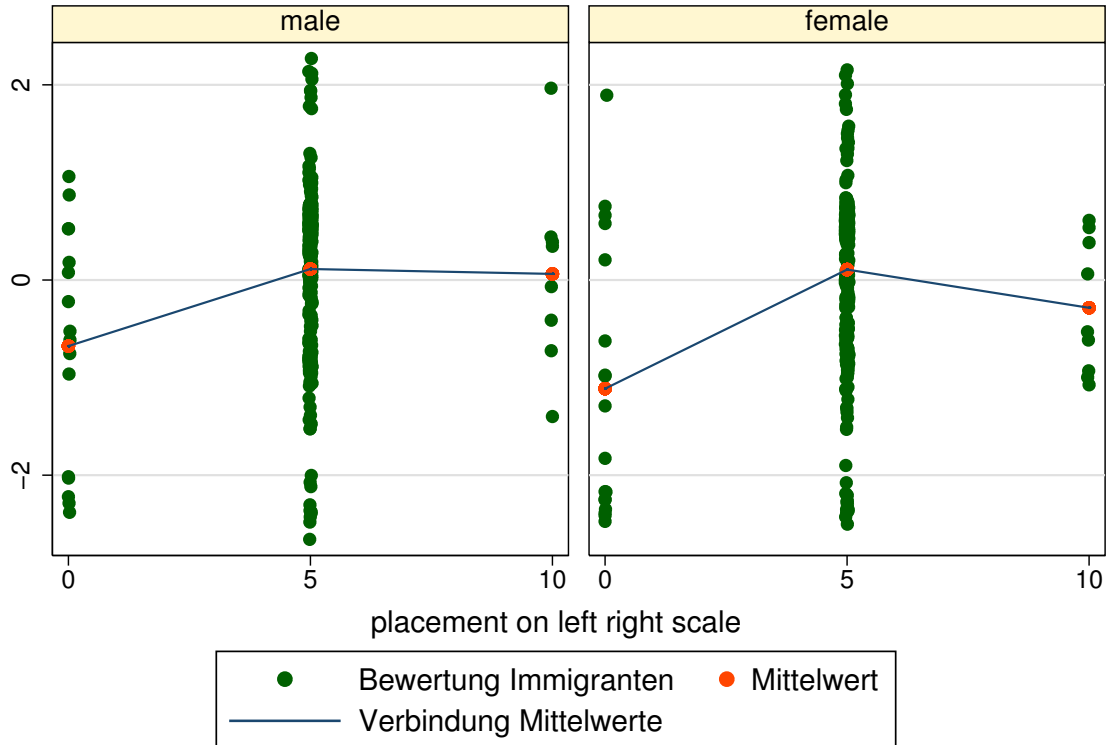 male
female
2
0
−2
0
5
10
0
5
10
placement on left right scale
Bewertung Immigranten
Mittelwert
Verbindung Mittelwerte